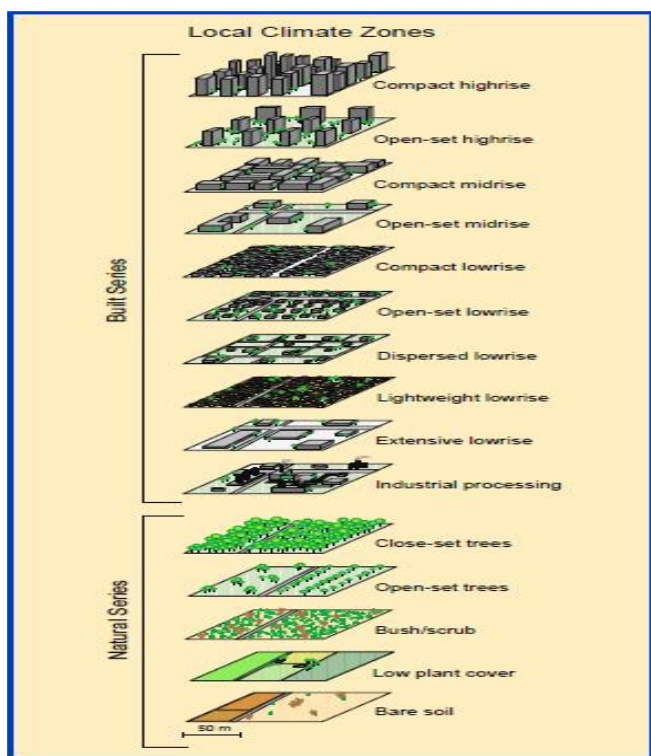 Local Climate Zones
Built Series
Compact highrise
Open-set highrise
Compact midrise
Open-set midrise
Compact lowrise
Open-set lowrise
Dispersed lowrise
Lightweight lowrise
Extensive lowrise
Industrial processing
Natural Series
Close-set trees
Open-set trees
Bush/scrub
Low plant cover
Bare soil
50 m